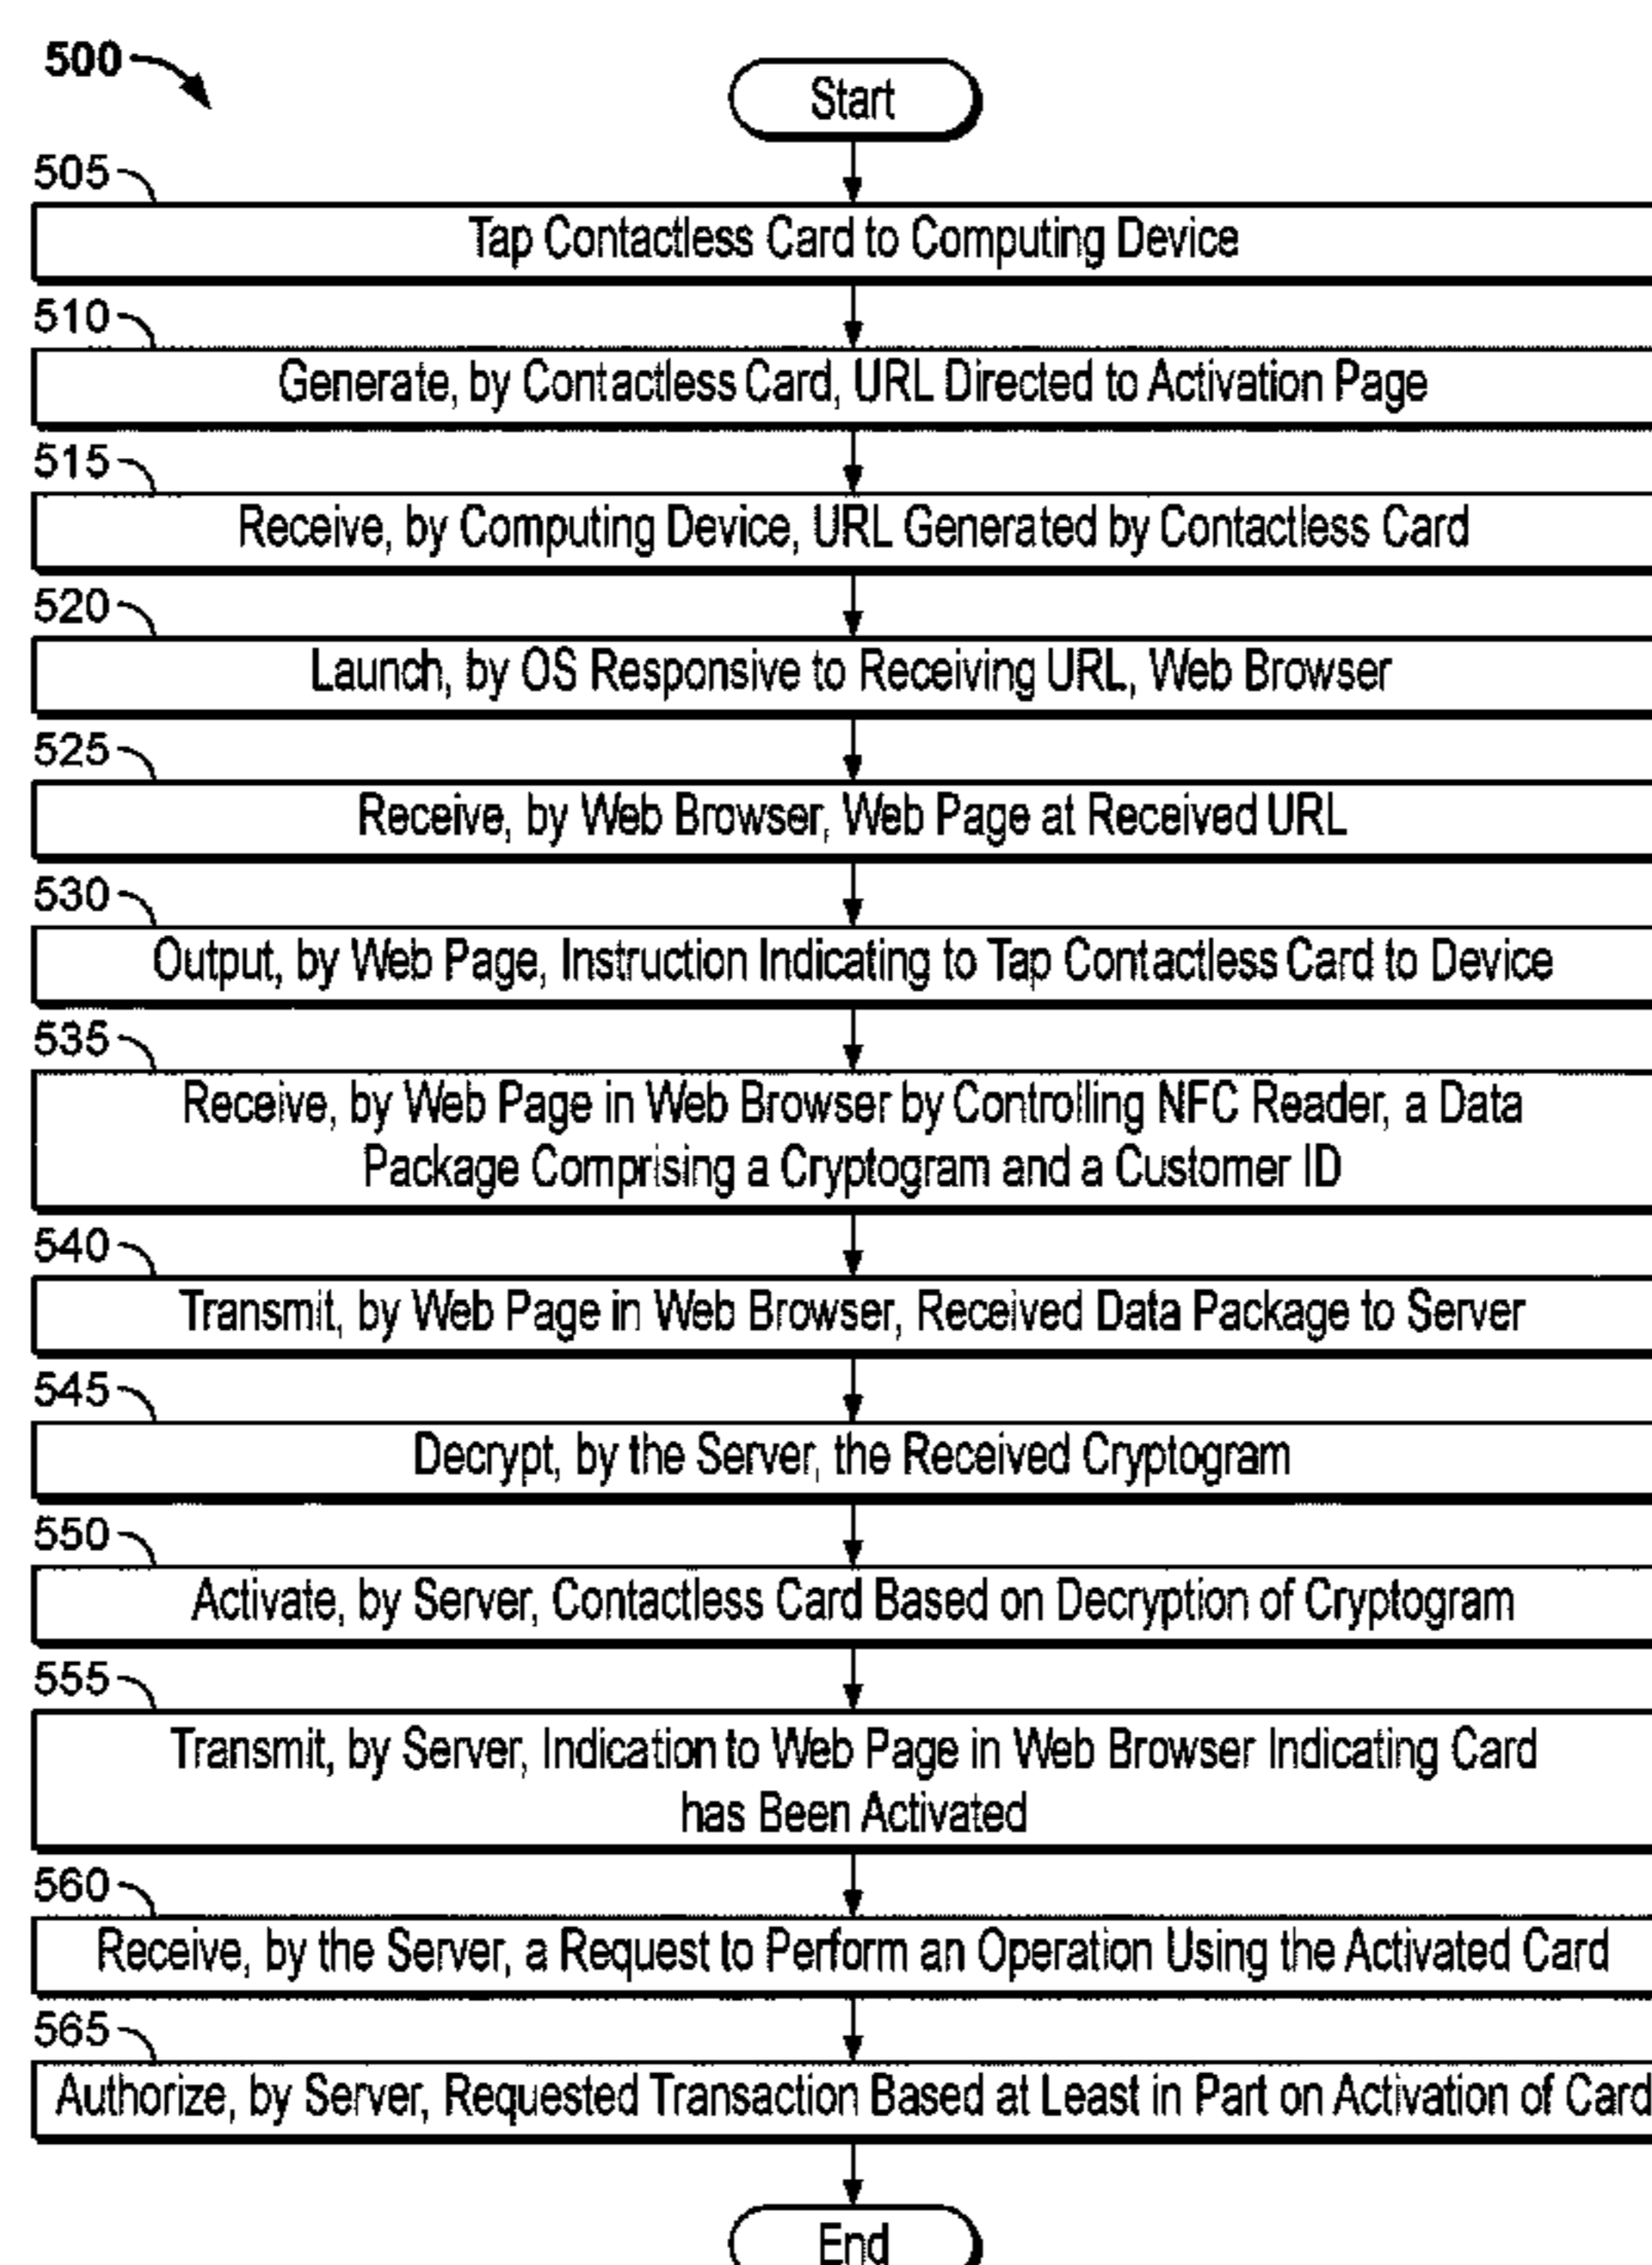 500
Start
505
Tap Contactless Card to Computing Device
510
Generate, by Contactless Card, URL Directed to Activation Page
515
Receive, by Computing Device, URL Generated by Contactless Card
520
Launch, by OS Responsive to Receiving URL, Web Browser
525
Receive, by Web Browser, Web Page at Received URL
530
Output, by Web Page, Instruction Indicating to Tap Contactless Card to Device
535
Receive, by Web Page in Web Browser by Controlling NFC Reader, a Data
Package Comprising a Cryptogram and a Customer ID
540
Transmit, by Web Page in Web Browser, Received Data Package to Server
545
Decrypt, by the Server, the Received Cryptogram
550
Activate, by Server, Contactless Card Based on Decryption of Cryptogram
555
Transmit, by Server, Indication to Web Page in Web Browser Indicating Card
has Been Activated
560
Receive, by the Server, a Request to Perform an Operation Using the Activated Card
565
Authorize, by Server, Requested Transaction Based at Least in Part on Activation of Card
End